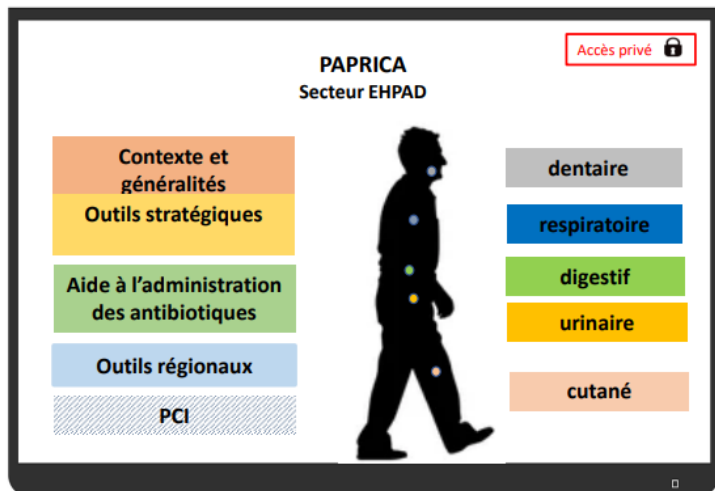 Accès privé
PAPRICA
Secteur EHPAD
Contexte et
généralités
Outils stratégiques
Aide à l'administration
des antibiotiques
Outils régionaux
PCI
dentaire
respiratoire
digestif
urinaire
cutané